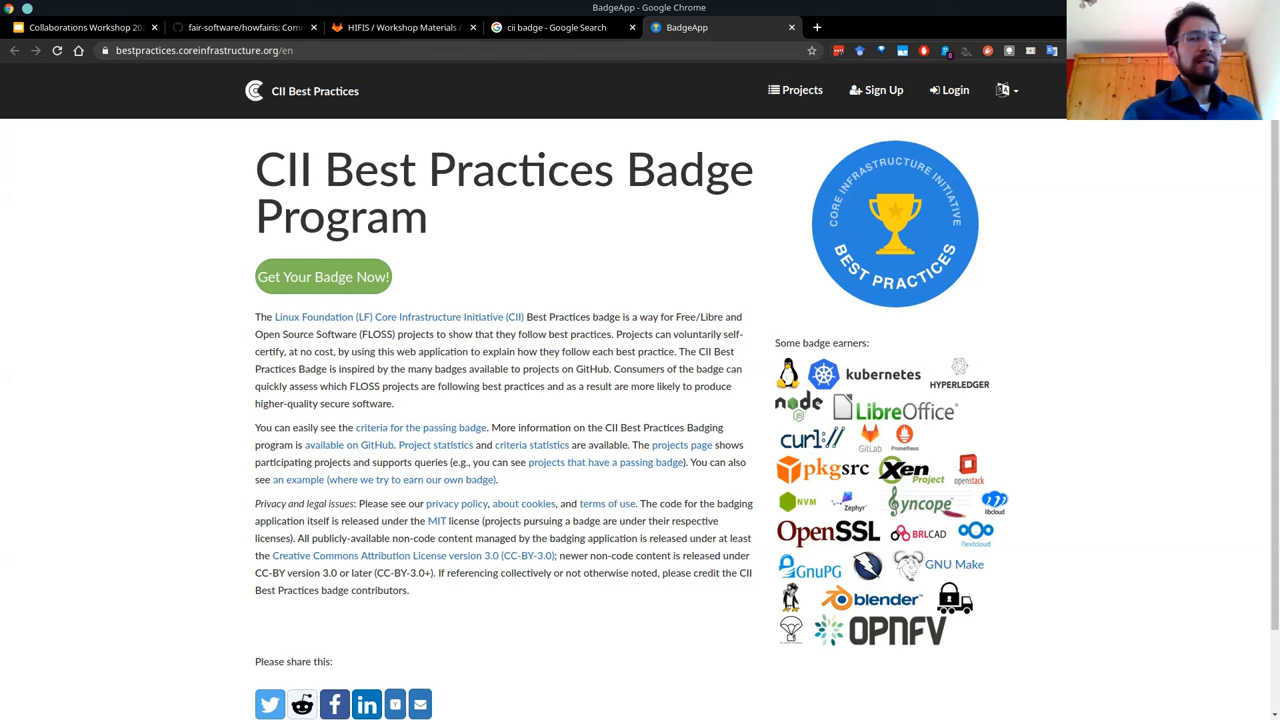 BadgeApp - Google Chrome
Collaborations Workshop 202
fair-software/howfairis: Com
HIFIS / Workshop Materials /
cii badge - Google Search
BadgeApp
bestpractices.coreinfrastructure.org/en
CII Best Practices
Projects
Sign Up
Login
CII Best Practices Badge
Program
CORE INFRASTRUCTURE INITIATIVE
BEST PRACTICES
Get Your Badge Now!
The Linux Foundation (LF) Core Infrastructure Initiative (CII) Best Practices badge is a way for Free/Libre and
Open Source Software (FLOSS) projects to show that they follow best practices. Projects can voluntarily self-
certify, at no cost, by using this web application to explain how they follow each best practice. The CII Best
Practices Badge is inspired by the many badges available to projects on GitHub. Consumers of the badge can
quickly assess which FLOSS projects are following best practices and as a result are more likely to produce
higher-quality secure software.
You can easily see the criteria for the passing badge. More information on the CII Best Practices Badging
program is available on GitHub. Project statistics and criteria statistics are available. The projects page shows
participating projects and supports queries (e.g., you can see projects that have a passing badge). You can also
see an example (where we try to earn our own badge).
Privacy and legal issues: Please see our privacy policy, about cookies, and terms of use. The code for the badging
application itself is released under the MIT license (projects pursuing a badge are under their respective
licenses). All publicly-available non-code content managed by the badging application is released under at least
the Creative Commons Attribution License version 3.0 (CC-BY-3.0); newer non-code content is released under
CC-BY version 3.0 or later (CC-BY-3.0+). If referencing collectively or not otherwise noted, please credit the CII
Best Practices badge contributors.
Some badge earners:
kubernetes
HYPERLEDGER
node
LibreOffice
curl://
GitLab
Prometheus
pkgsrc
Xen
Project
openstack
NVM
Zephyr
Syncope
libcloud
OpenSSL
BRLCAD
Nextcloud
GnuPG
GNU Make
blender
OPNFV
Please share this: